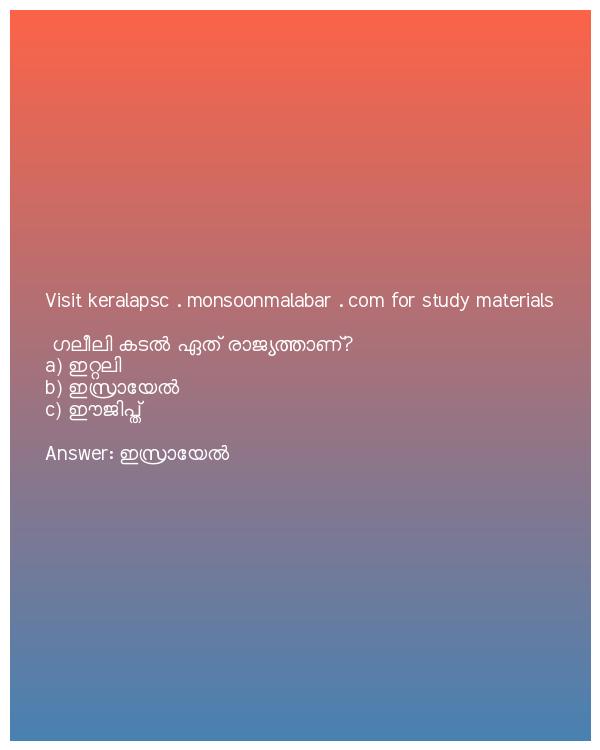 Visit keralapsc . monsoonmalabar . com for study materials
ഗലീലി കടൽ ഏത് രാജ്യത്താണ്?
a) ഇറ്റലി
b) ഇസ്രായേൽ
c) ഈജിപ്ത്
Answer: ഇസ്രായേൽ